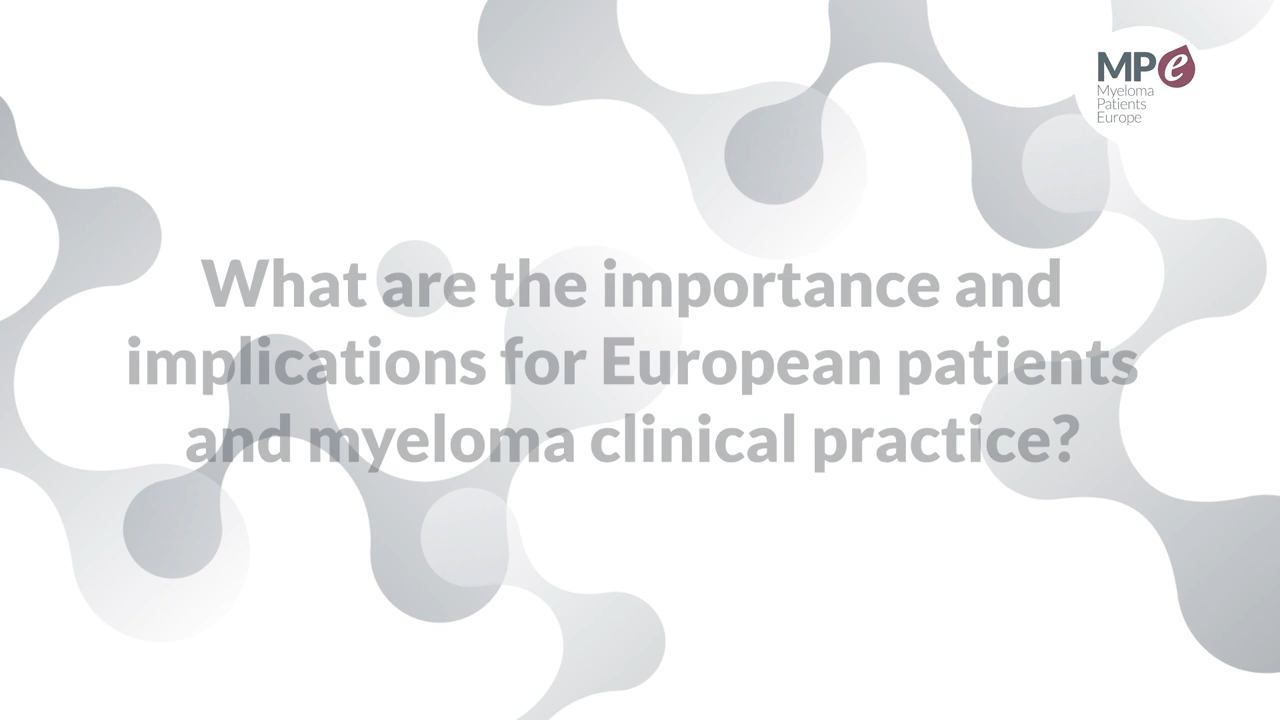 MPe
Myeloma
Patients
Europe
What are the importance and
implications for European patients
and myeloma clinical practice?